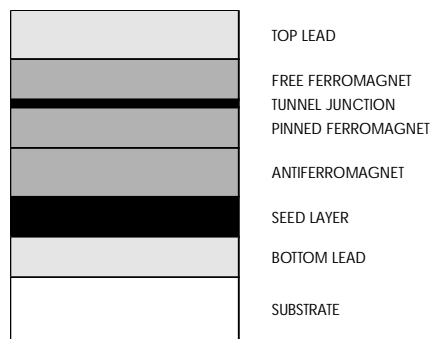 TOP LEAD
FREE FERROMAGNET
TUNNEL JUNCTION
PINNED FERROMAGNET
ANTIFERROMAGNET
SEED LAYER
BOTTOM LEAD
SUBSTRATE